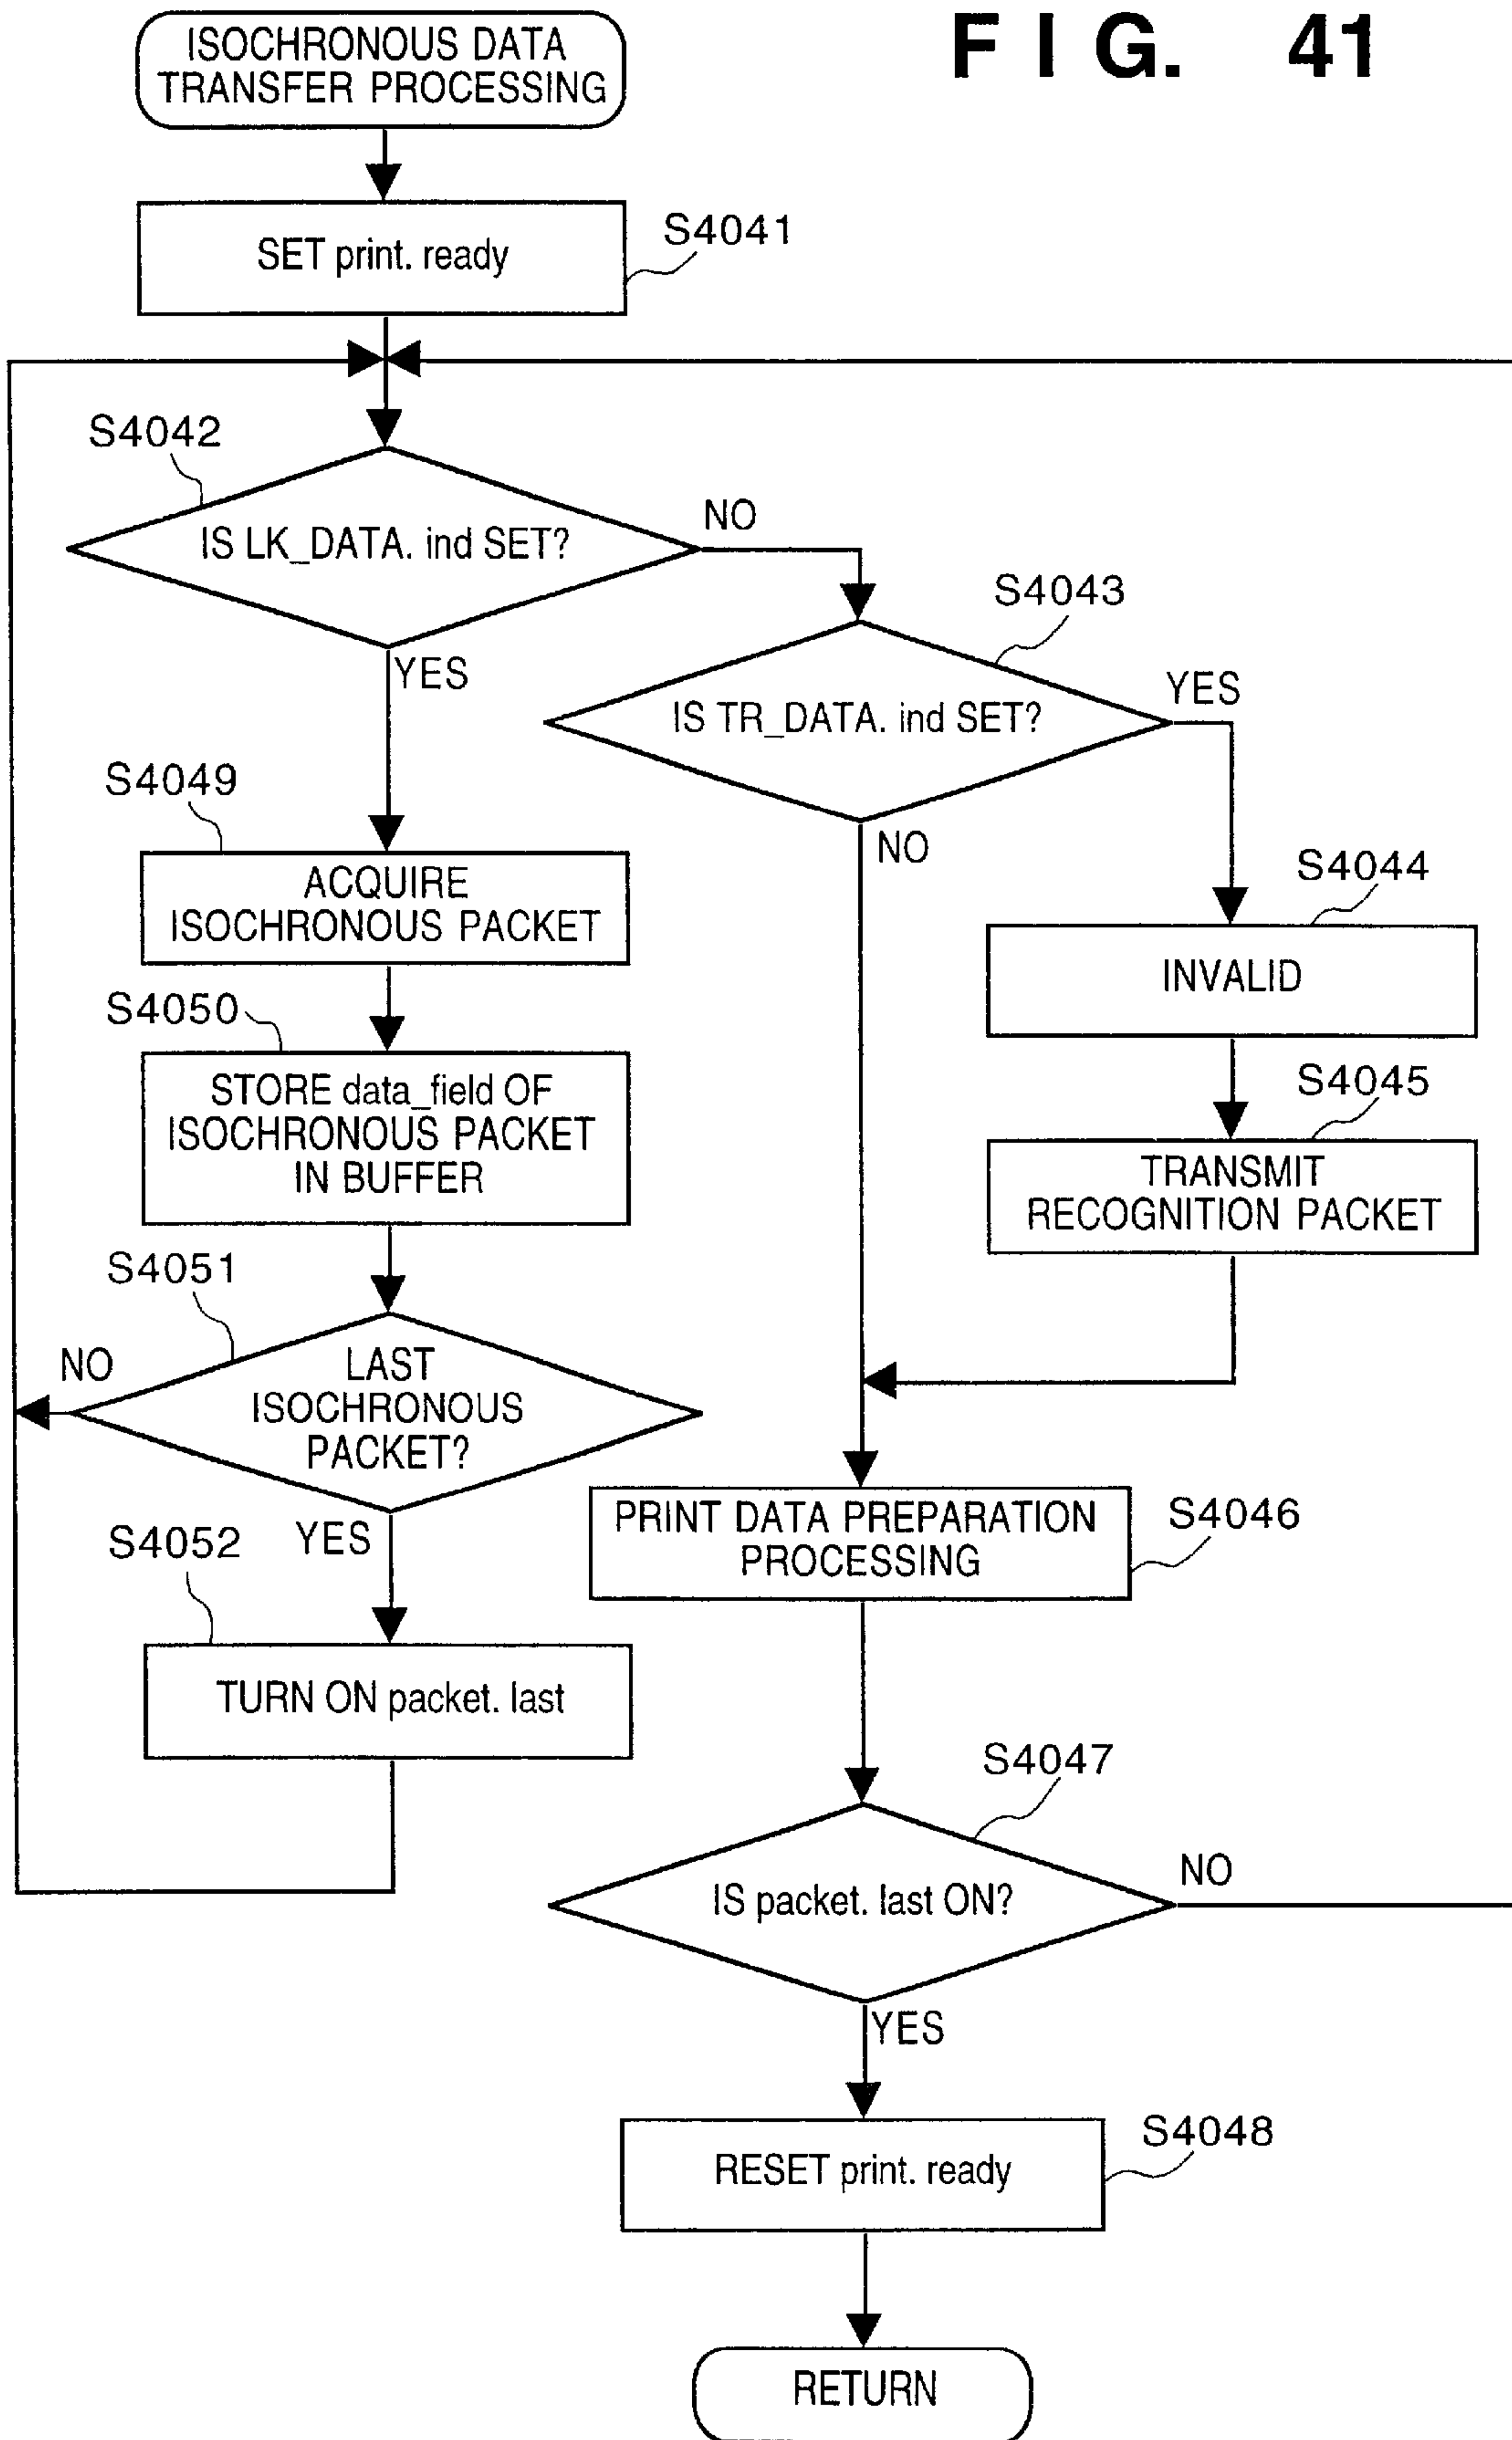 FIG. 41
ISOCHRONOUS DATA
TRANSFER PROCESSING
SET print. ready
S4041
S4042
IS LK_DATA. ind SET?
NO
YES
S4043
IS TR_DATA. ind SET?
YES
NO
S4049
ACQUIRE
ISOCHRONOUS PACKET
S4044
INVALID
S4050
STORE data_field OF
ISOCHRONOUS PACKET
IN BUFFER
S4045
TRANSMIT
RECOGNITION PACKET
S4051
NO
LAST
ISOCHRONOUS
PACKET?
YES
S4046
PRINT DATA PREPARATION
PROCESSING
S4052
TURN ON packet. last
S4047
IS packet. last ON?
NO
YES
S4048
RESET print. ready
RETURN